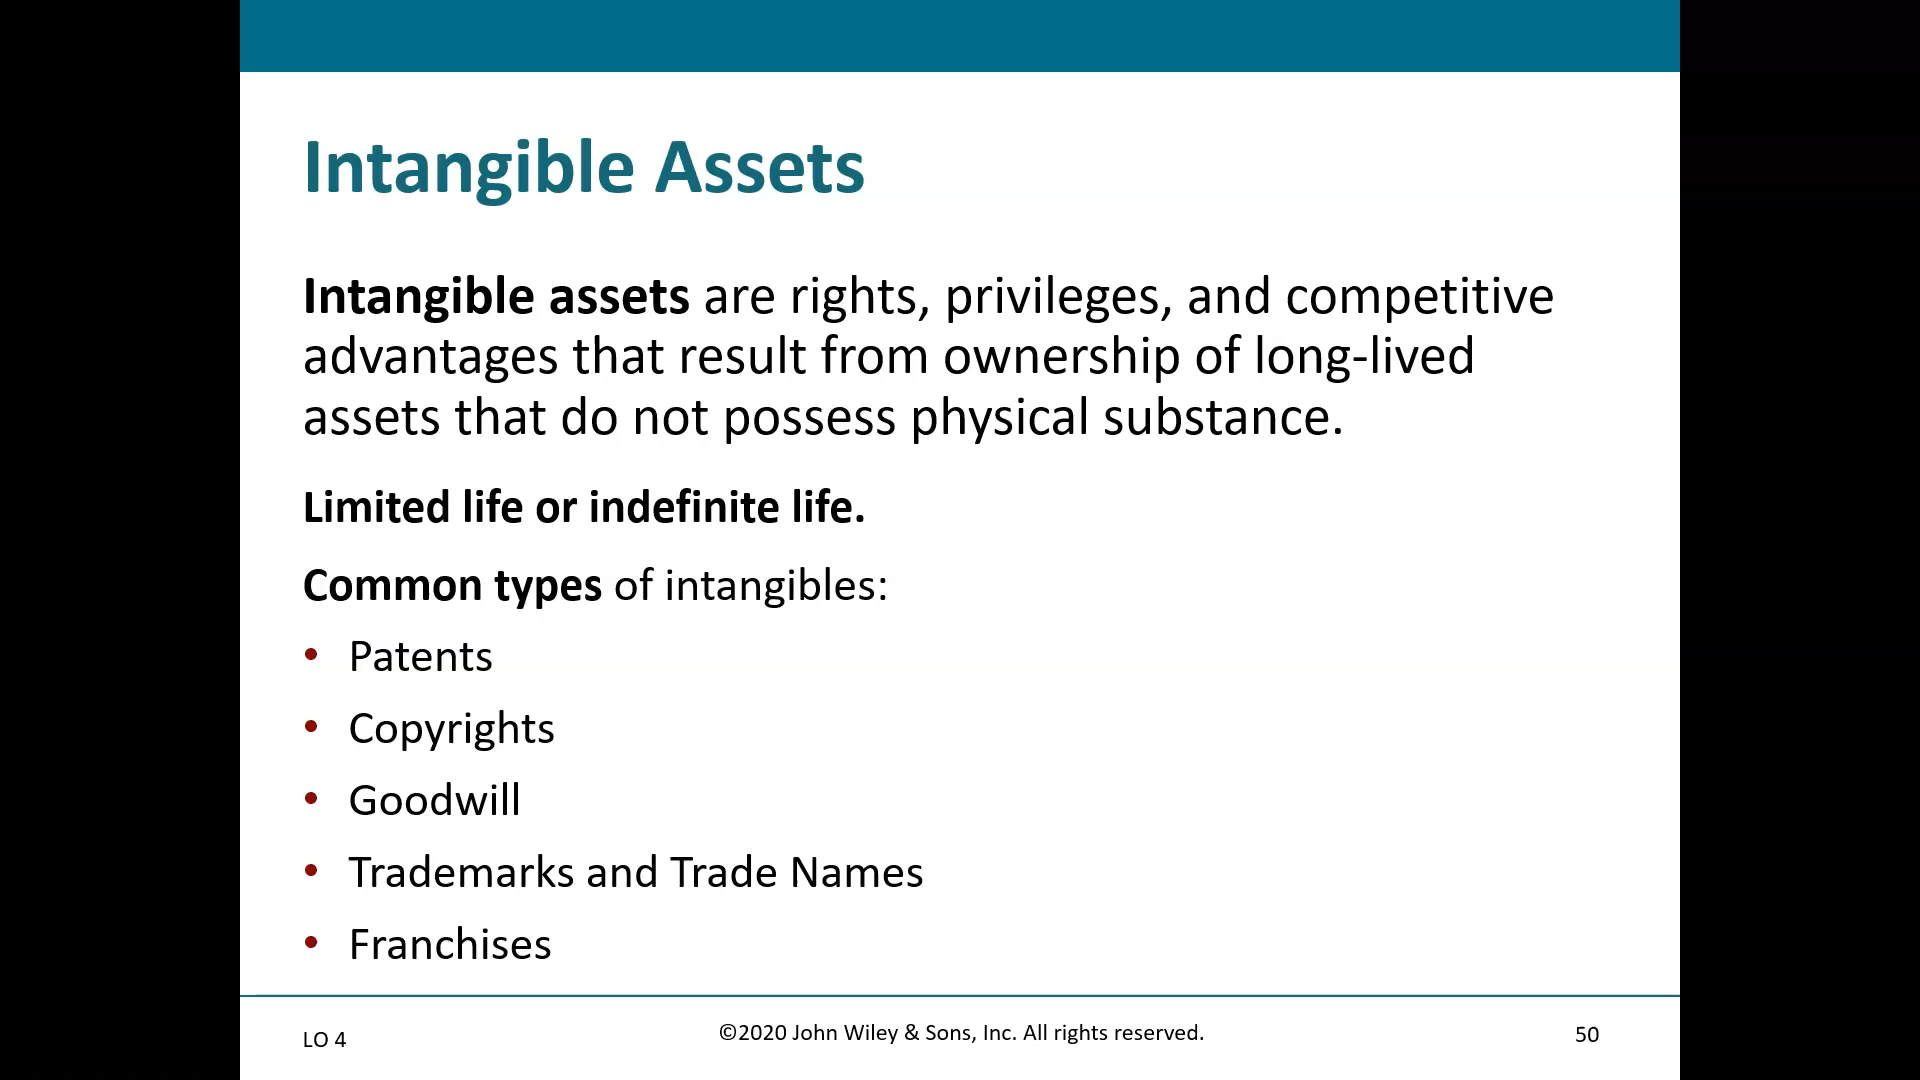 Intangible Assets
Intangible assets are rights, privileges, and competitive
advantages that result from ownership of long-lived
assets that do not possess physical substance.
Limited life or indefinite life.
Common types of intangibles:
• Patents
• Copyrights
• Goodwill
• Trademarks and Trade Names
• Franchises
LO 4
©2020 John Wiley & Sons, Inc. All rights reserved.
50